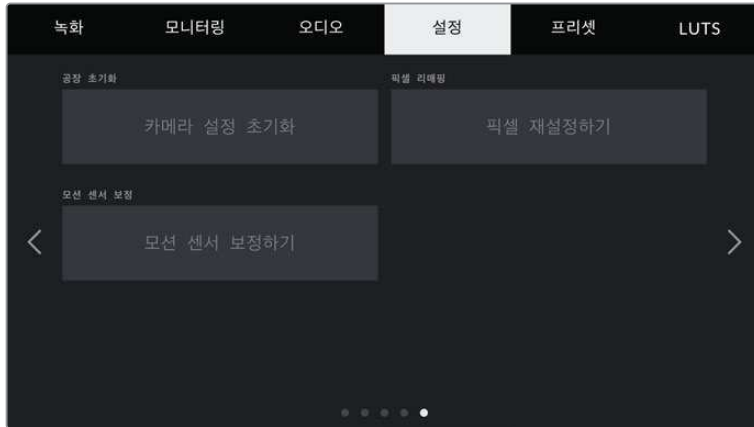 녹화 모니터링 오디오 설정 프리셋 LUTS
공장 초기화 픽셀 리매핑
카메라 설정 초기화 픽셀 재설정하기
모션 센서 보정
모션 센서 보정하기